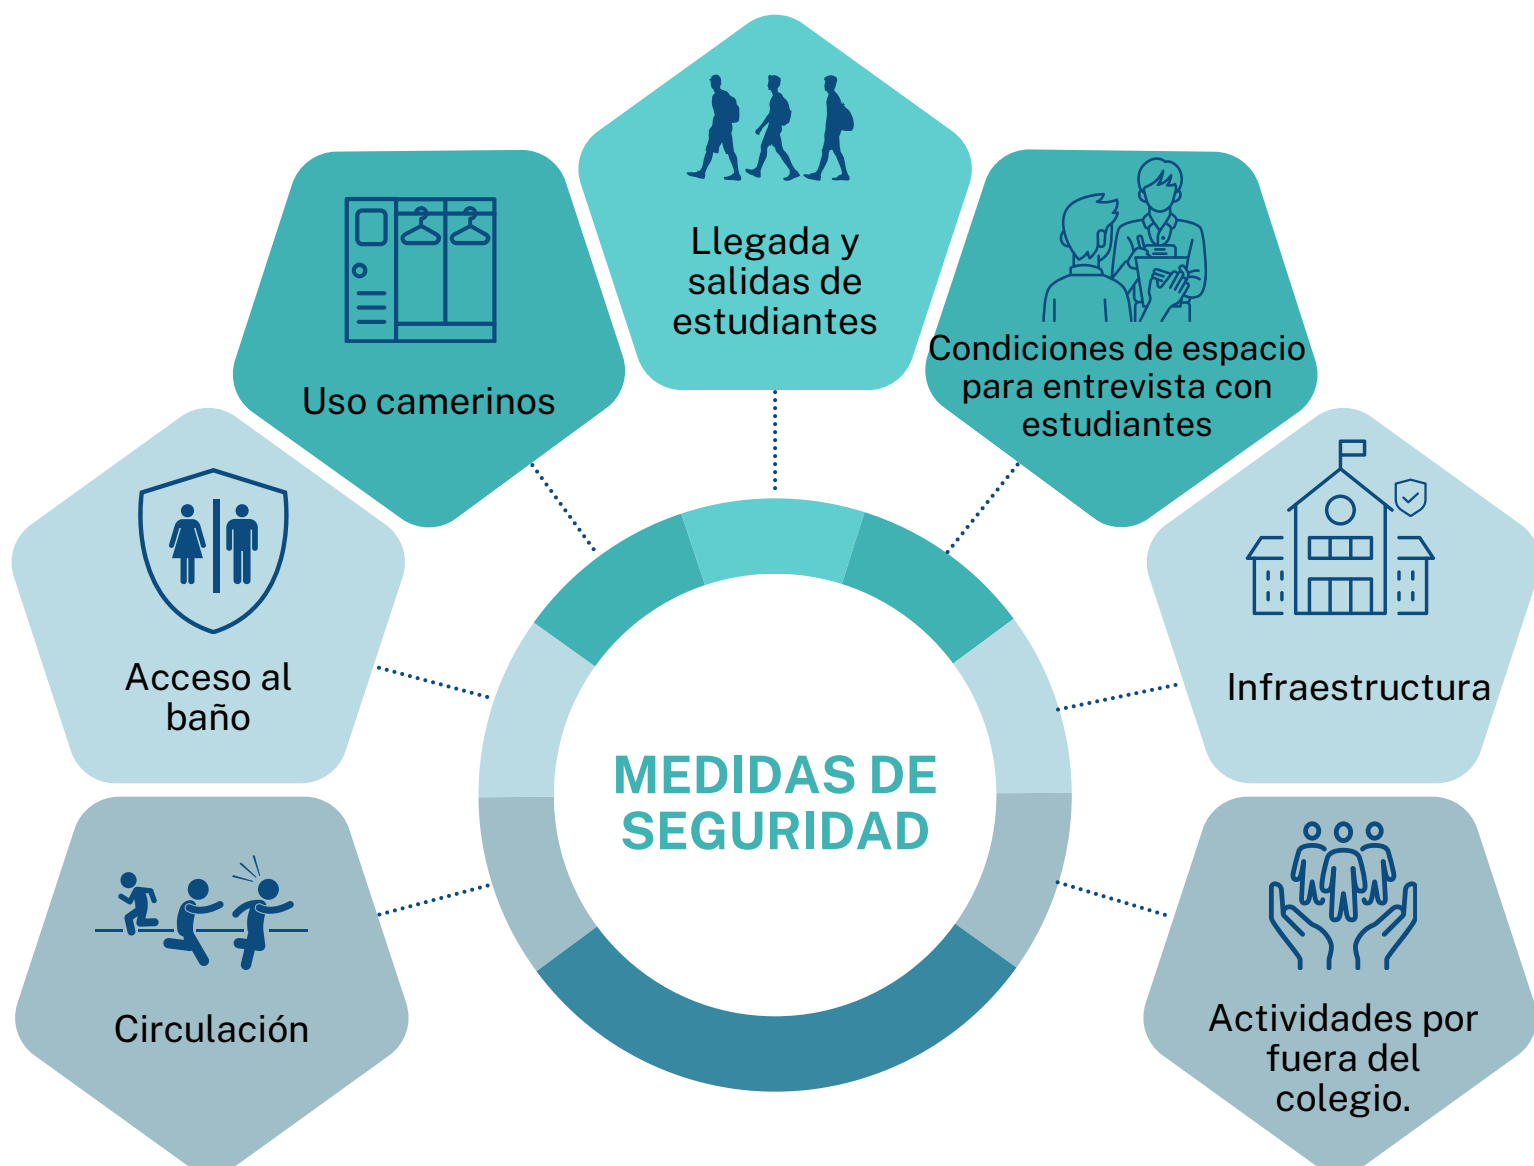 Llegada y
salidas de
estudiantes
Uso camerinos
Condiciones de espacio
para entrevista con
estudiantes
Acceso al
baño
Infraestructura
MEDIDAS DE
SEGURIDAD
Circulación
Actividades por
fuera del
colegio.